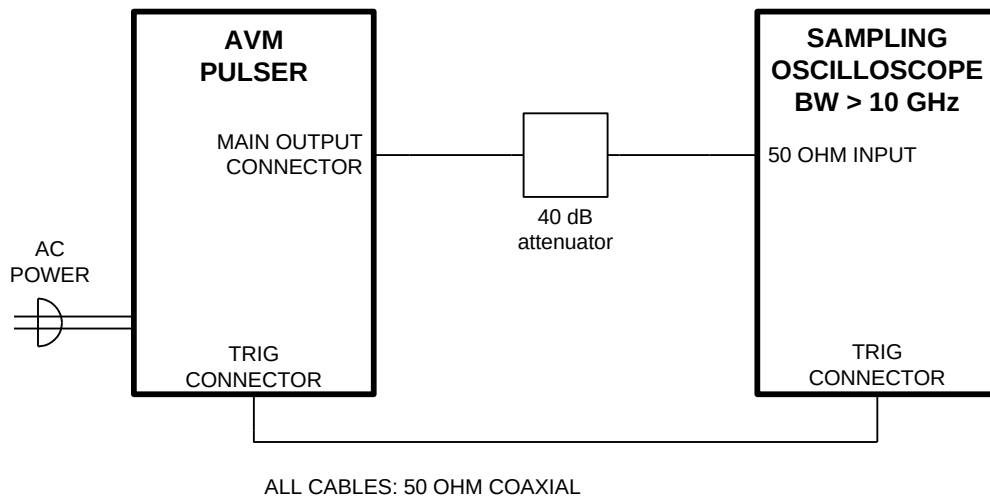 AVM
PULSER
MAIN OUTPUT
CONNECTOR
AC
POWER
TRIG
CONNECTOR
40 dB
attenuator
SAMPLING
OSCILLOSCOPE
BW > 10 GHz
50 OHM INPUT
TRIG
CONNECTOR
ALL CABLES: 50 OHM COAXIAL